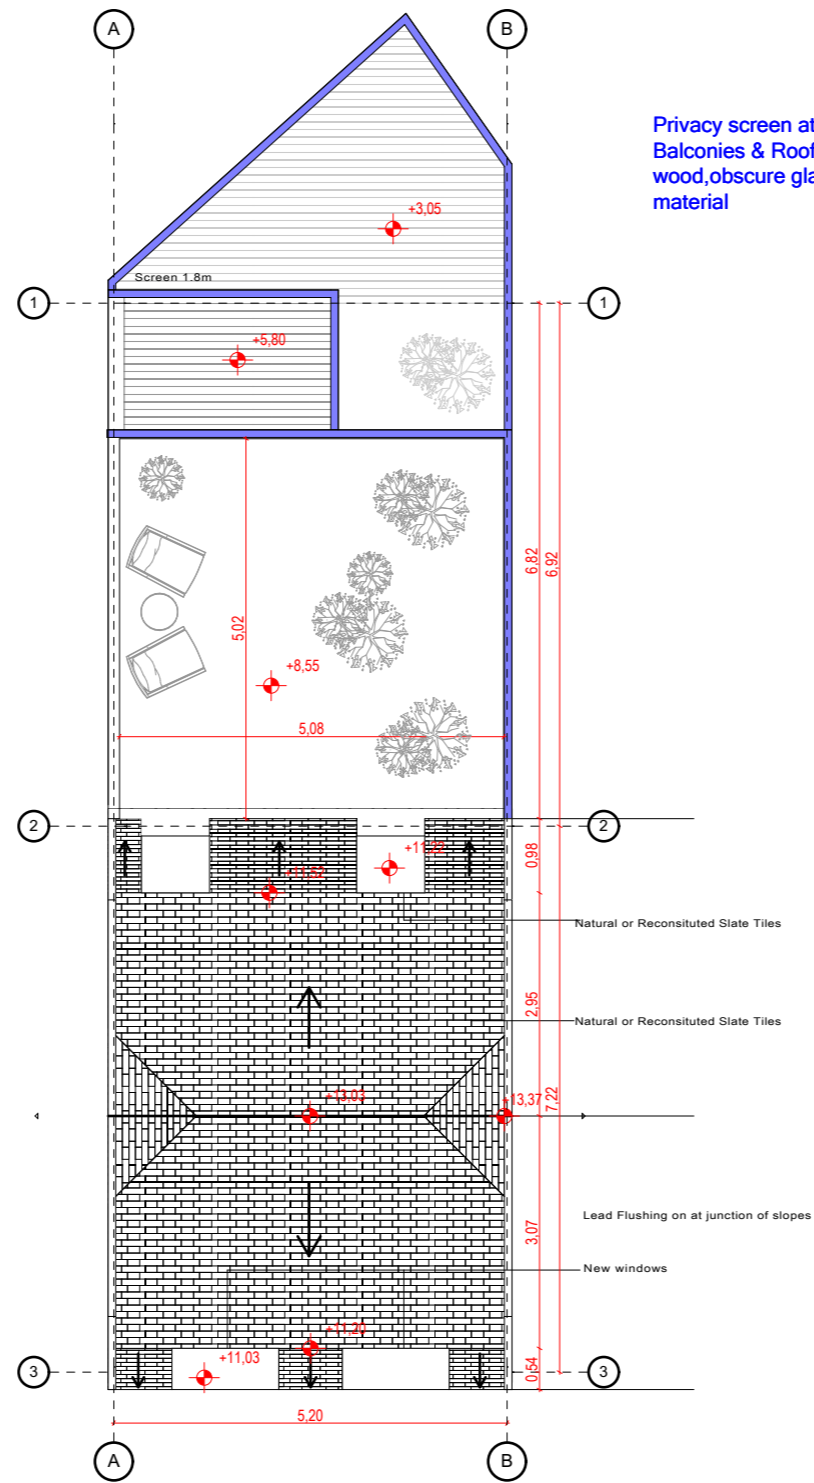 A
B
Privacy screen at
Balconies & Roof
wood,obscure gla
material
+3,05
Screen 1.8m
1
1
+5,80
6,82
6,92
5,02
+8,55
5,08
2
2
+11,22
0,98
+11,52
Natural or Reconsituted Slate Tiles
2,95
Natural or Reconsituted Slate Tiles
+13,03
+13,37
7,22
Lead Flushing on at junction of slopes
3,07
New windows
+11,20
+11,03
0,54
3
3
5,20
A
B